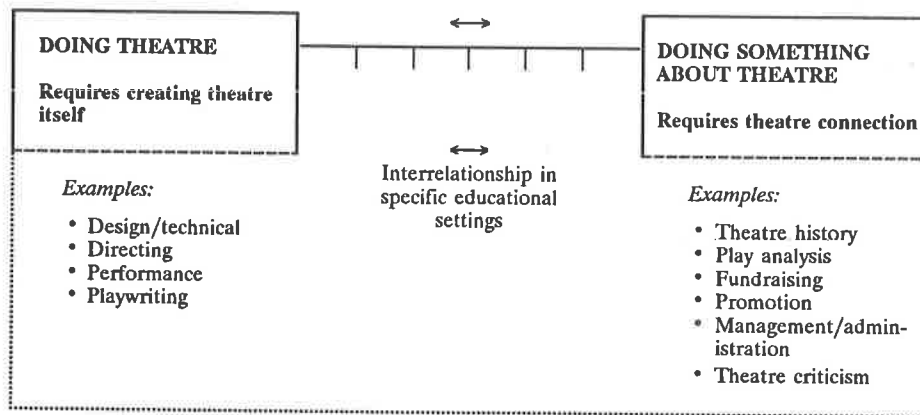 DOING THEATRE
Requires creating theatre
itself
Examples:
• Design/technical
• Directing
• Performance
• Playwriting
Interrelationship in
specific educational
settings
DOING SOMETHING
ABOUT THEATRE
Requires theatre connection
Examples:
• Theatre history
• Play analysis
• Fundraising
• Promotion
• Management/admin-
istration
• Theatre criticism